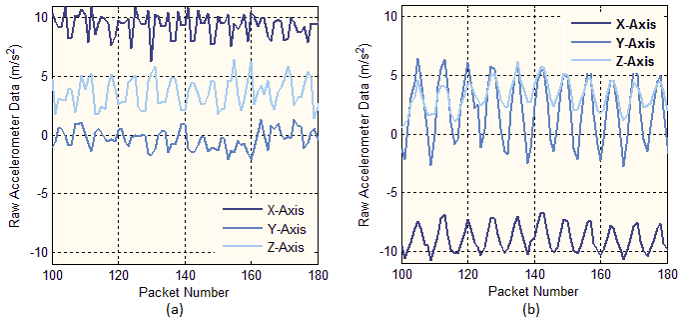 Raw Accelerometer Data (m/s²)
10
5
0
-5
-10
X-Axis
Y-Axis
Z-Axis
100 120 140 160 180
Packet Number
(a)
Raw Accelerometer Data (m/s²)
10
5
0
-5
-10
X-Axis
Y-Axis
Z-Axis
100 120 140 160 180
Packet Number
(b)